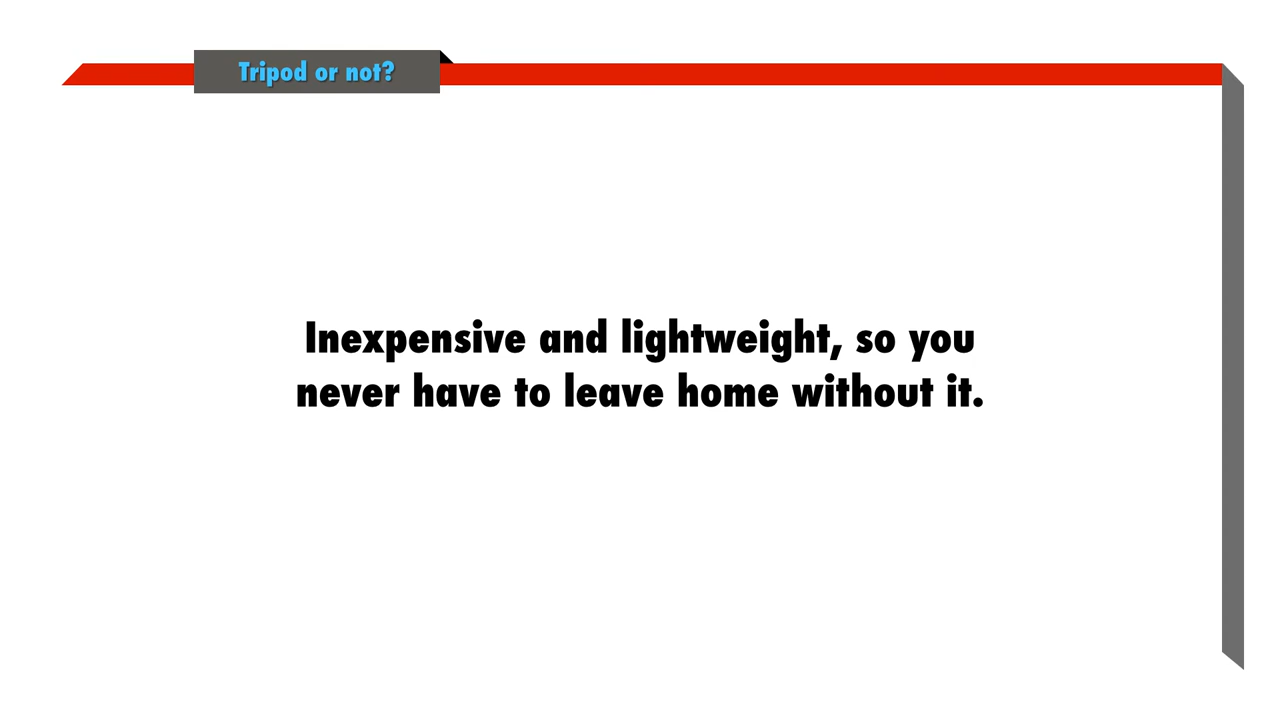 Tripod or not?
Inexpensive and lightweight, so you
never have to leave home without it.